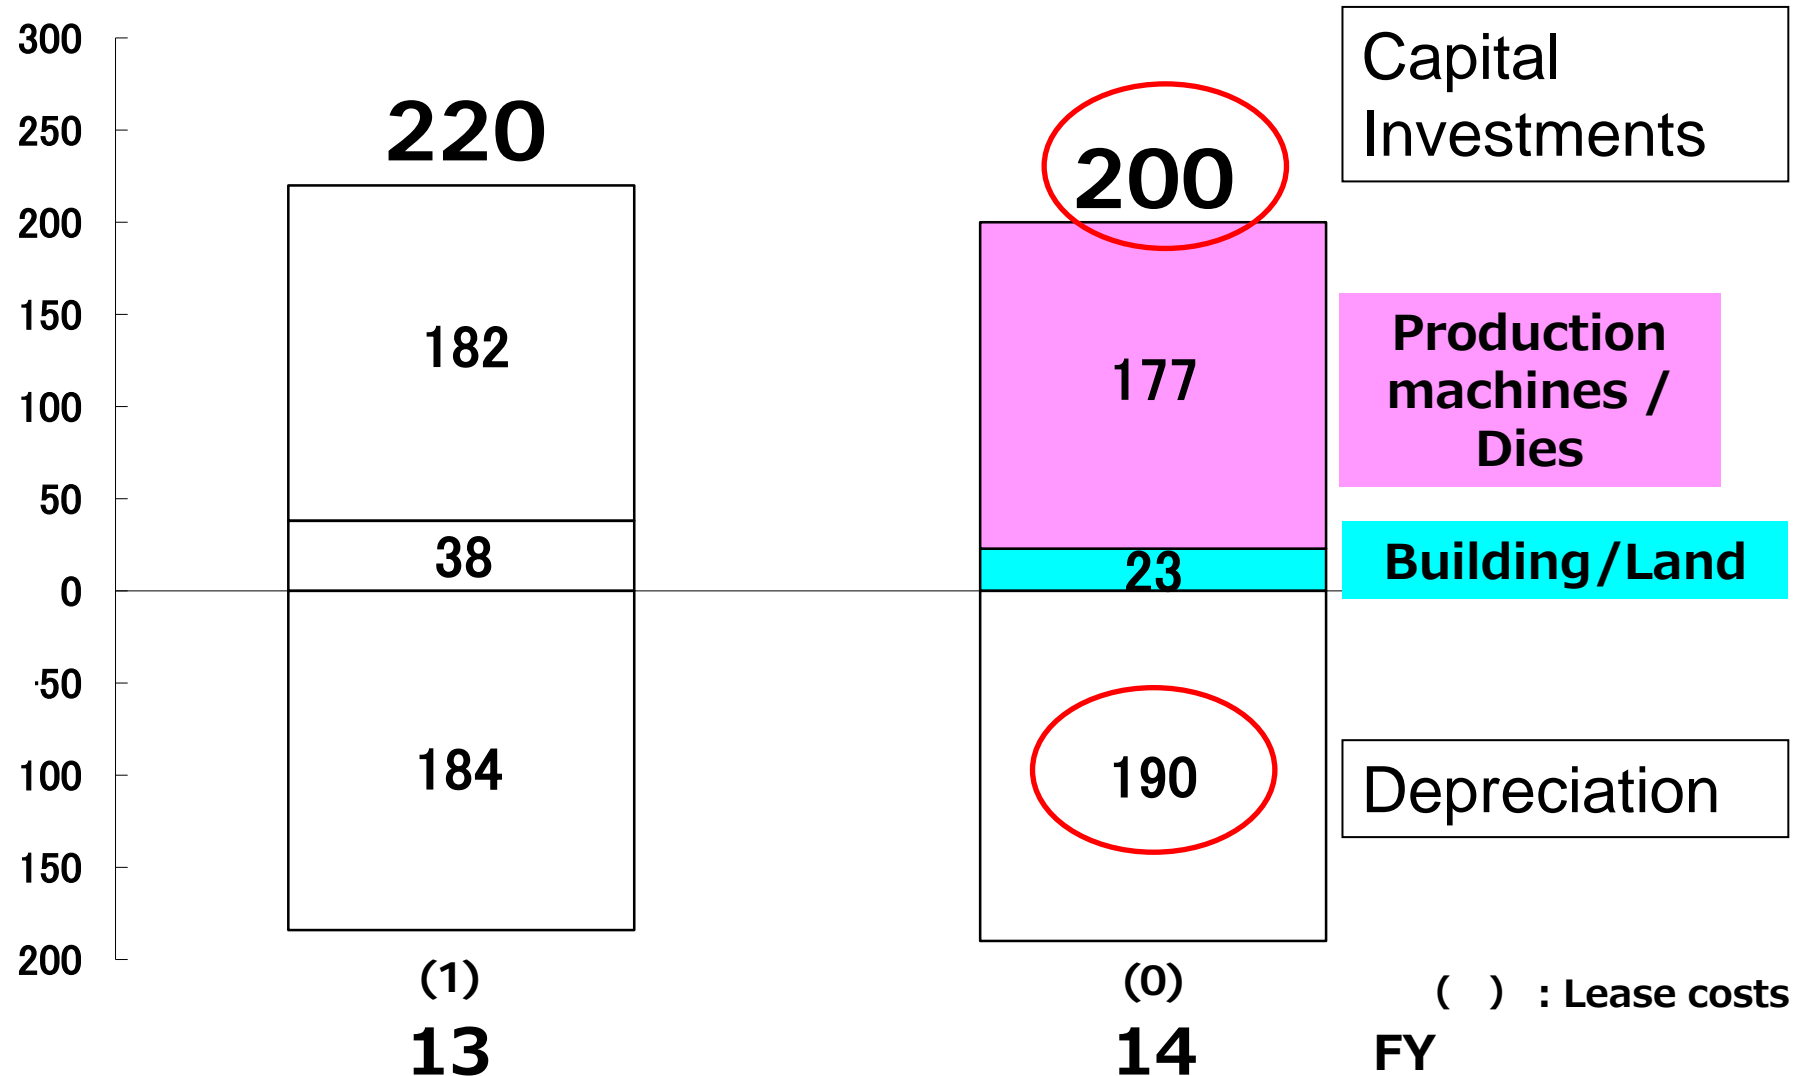 300
250
200
150
100
50
0
-50
100
150
200
220
182
38
184
(1)
13
200
177
23
190
(0)
14
Capital
Investments
Production
machines /
Dies
Building/Land
Depreciation
( ) : Lease costs
FY